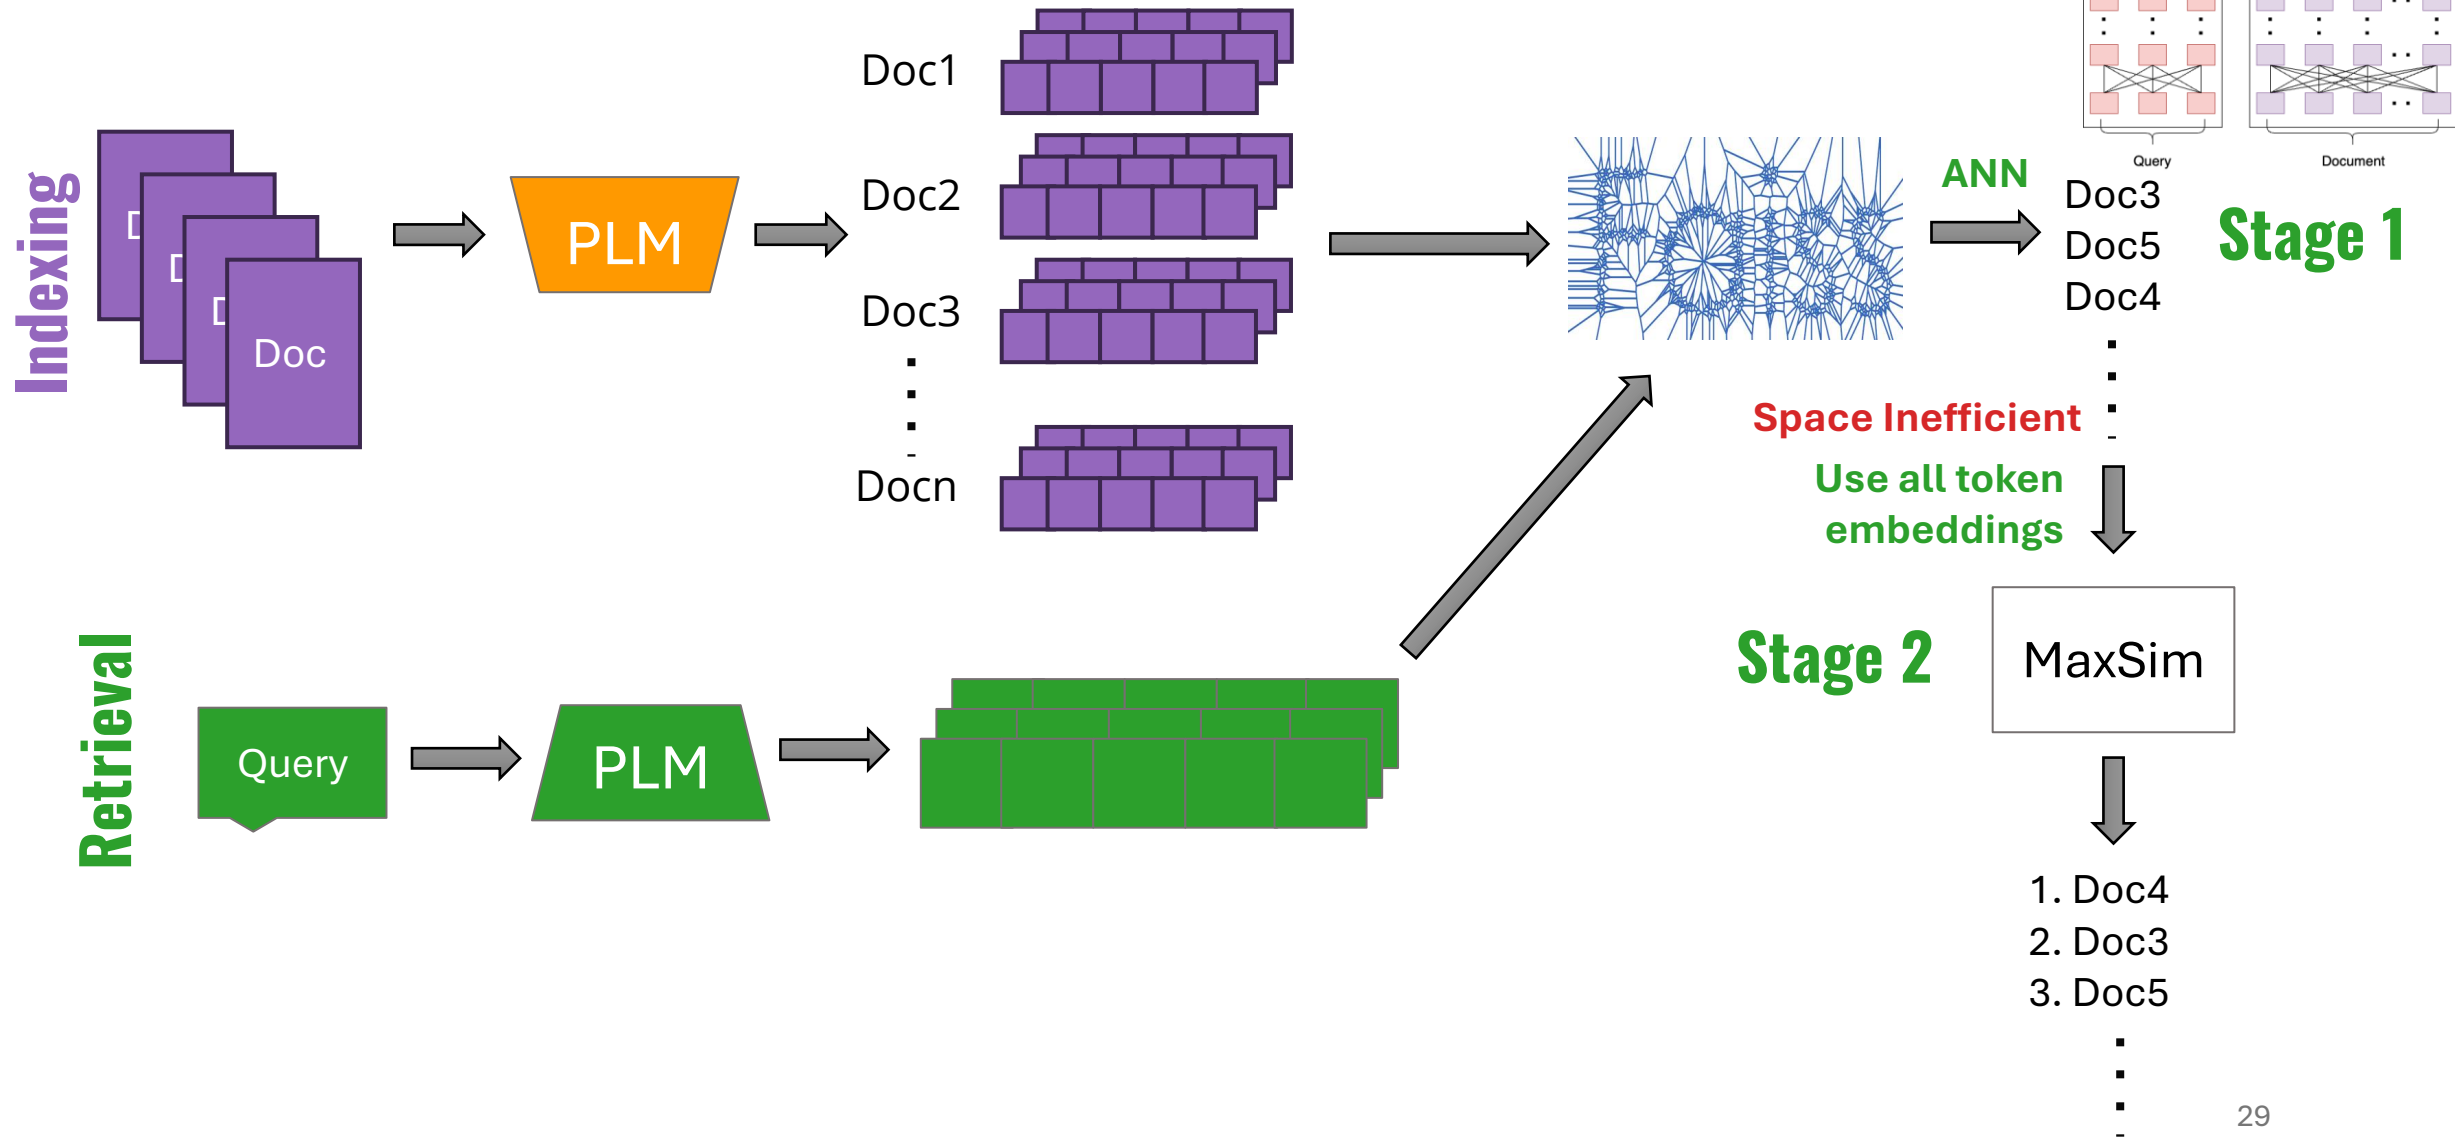 Indexing
Doc
PLM
Doc1
Doc2
Doc3
Docn
ANN
Query
Document
Doc3
Doc5
Doc4
Stage 1
Space Inefficient
Use all token
embeddings
Retrieval
Query
PLM
Stage 2
MaxSim
1. Doc4
2. Doc3
3. Doc5
29